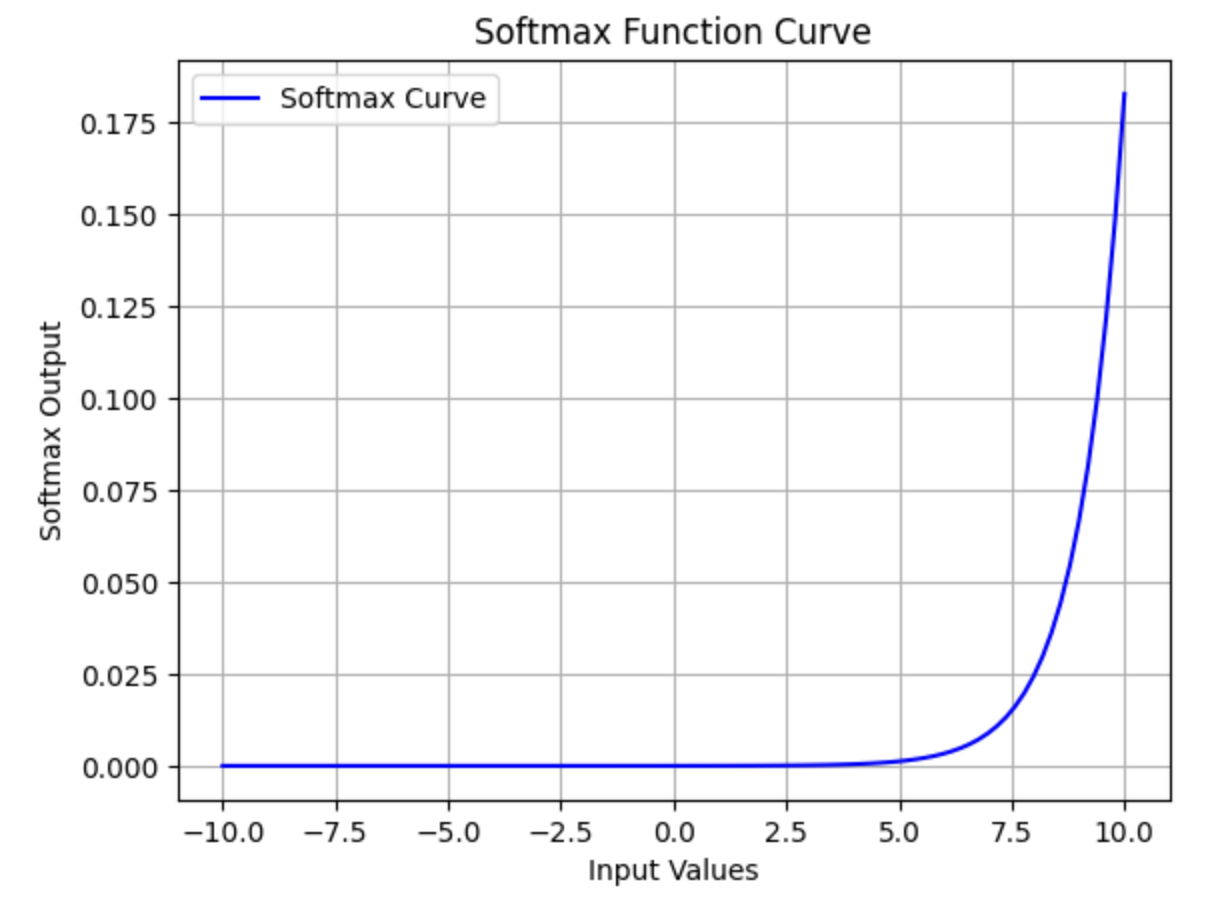 Softmax Function Curve
Softmax Curve
0.175
0.150
0.125
0.100
0.075
0.050
0.025
0.000
Softmax Output
−10.0 −7.5 −5.0 −2.5 0.0 2.5 5.0 7.5 10.0
Input Values